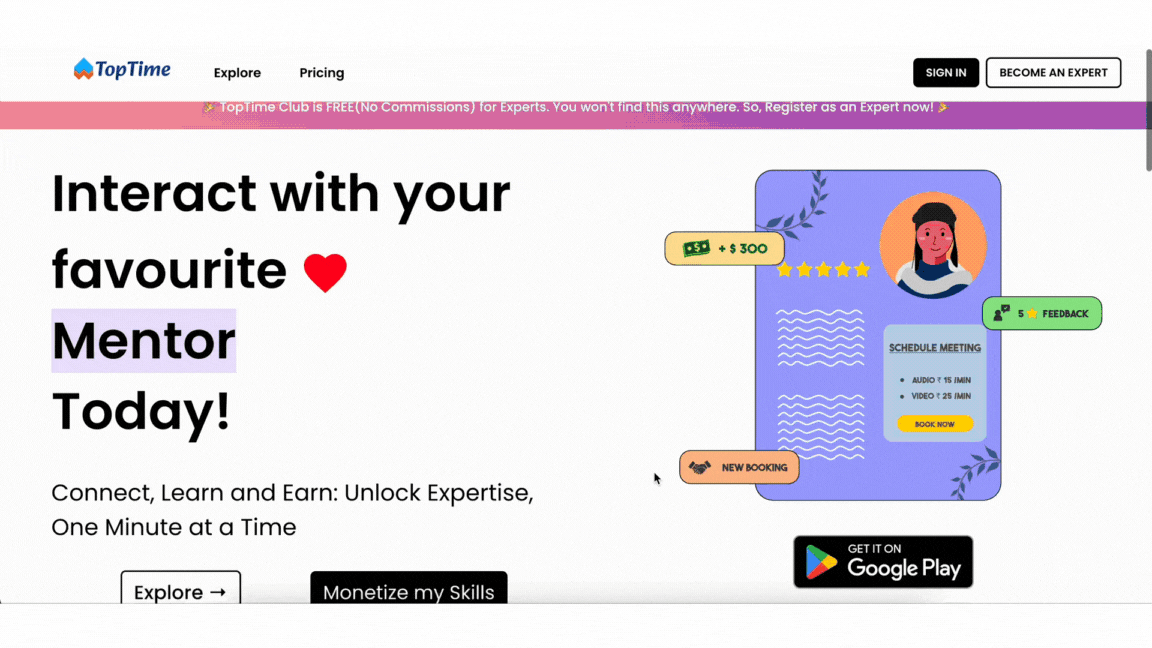 TopTime
Explore
Pricing
SIGN IN
BECOME AN EXPERT
🎉 TopTime Club is FREE(No Commissions) for Experts. You won't find this anywhere. So, Register as an Expert now! 🎉
Interact with your
favourite ❤️
Mentor
Today!
Connect, Learn and Earn: Unlock Expertise,
One Minute at a Time
Explore →
Monetize my Skills
+ $ 300
5 ⭐ FEEDBACK
SCHEDULE MEETING
• AUDIO ₹ 15 /MIN
• VIDEO ₹ 25 /MIN
BOOK NOW
NEW BOOKING
GET IT ON
Google Play